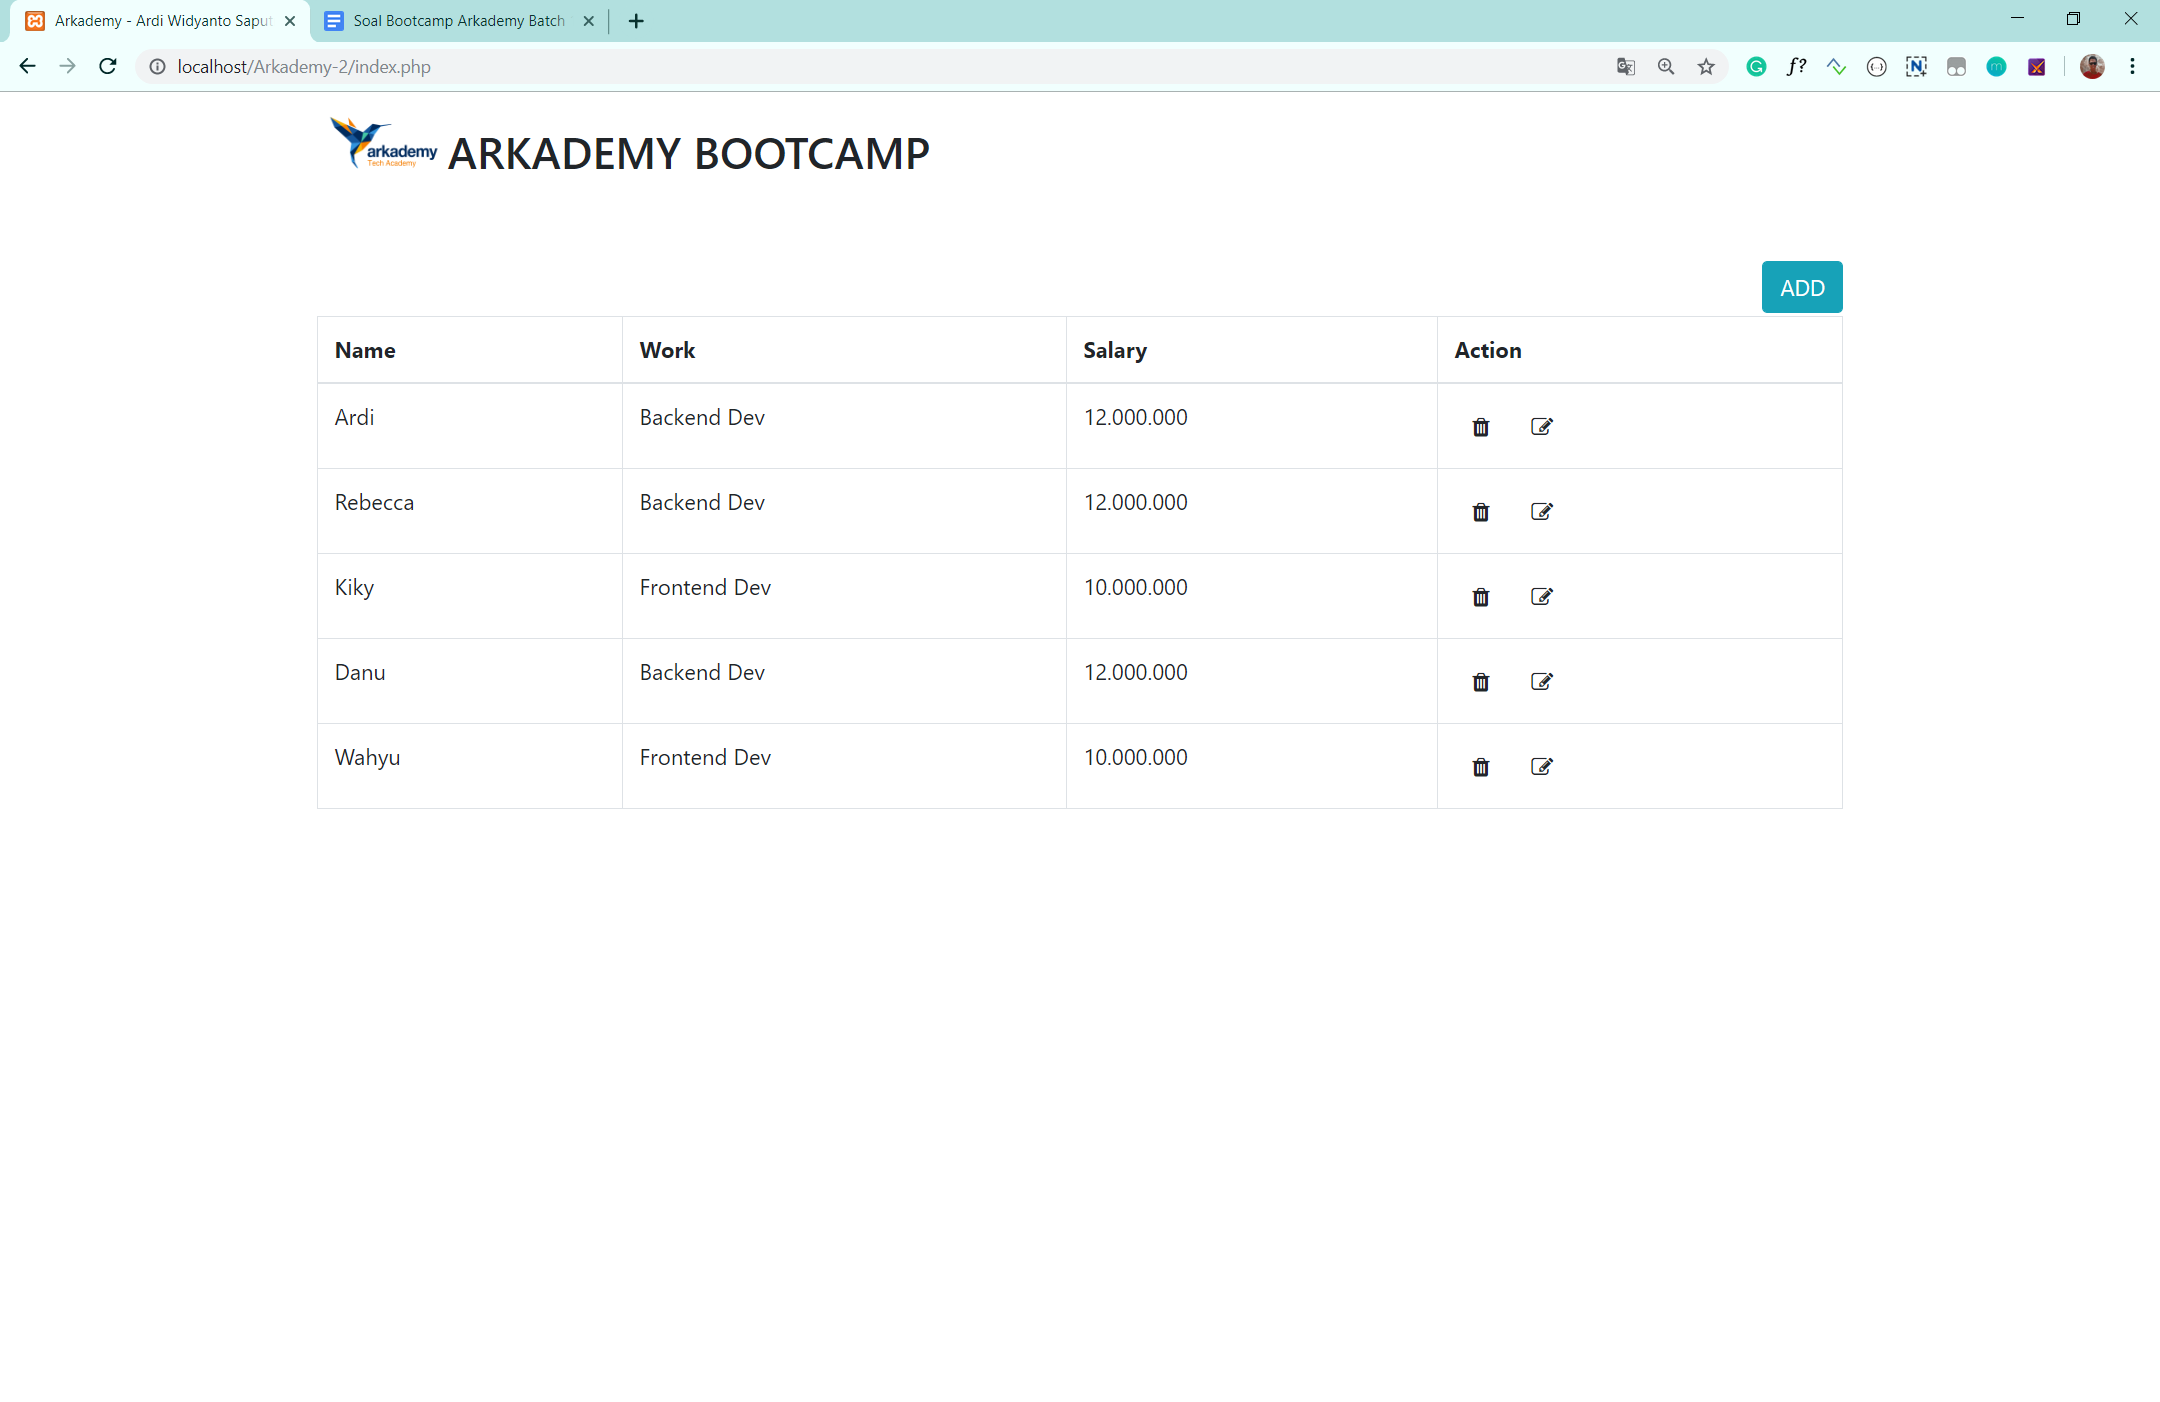 Arkademy - Ardi Widyanto Saput
Soal Bootcamp Arkademy Batch
localhost/Arkademy-2/index.php
arkademy
Tech Academy
ARKADEMY BOOTCAMP
ADD
Name Work Salary Action
Ardi Backend Dev 12.000.000
Rebecca Backend Dev 12.000.000
Kiky Frontend Dev 10.000.000
Danu Backend Dev 12.000.000
Wahyu Frontend Dev 10.000.000